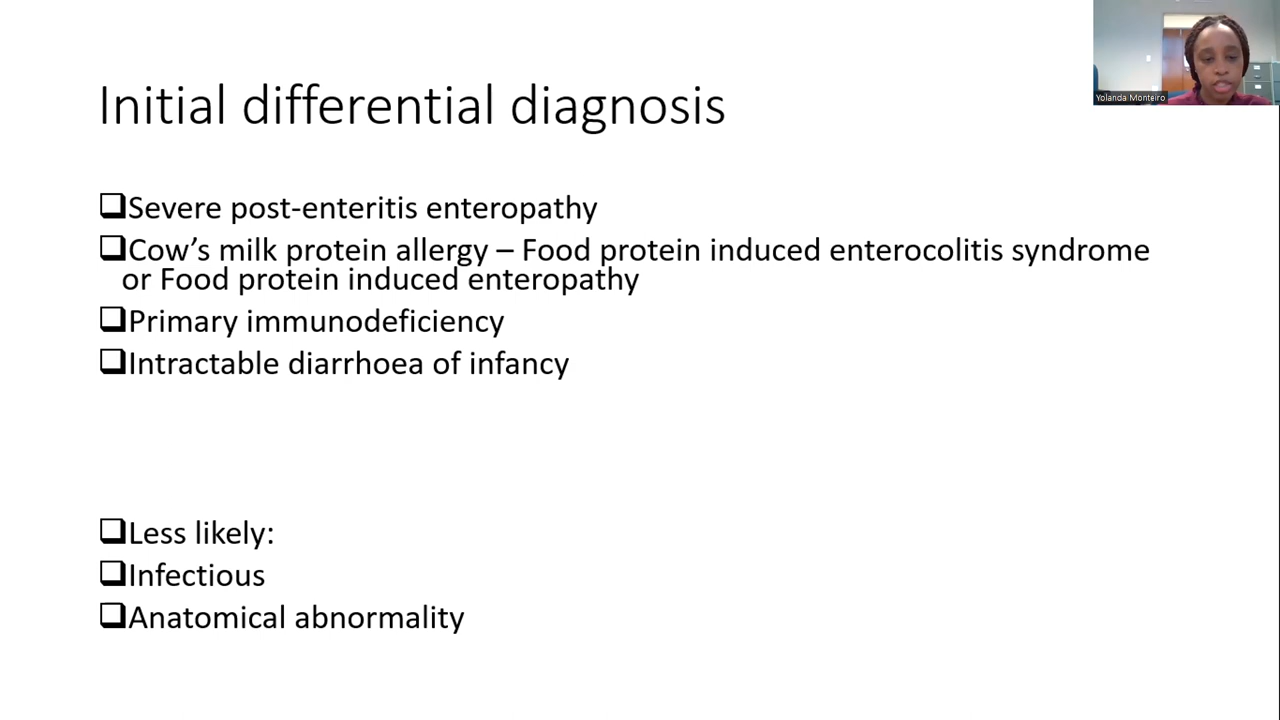 Initial differential diagnosis
Yolanda Monteiro
❑Severe post-enteritis enteropathy
❑Cow’s milk protein allergy – Food protein induced enterocolitis syndrome
or Food protein induced enteropathy
❑Primary immunodeficiency
❑Intractable diarrhoea of infancy
❑Less likely:
❑Infectious
❑Anatomical abnormality